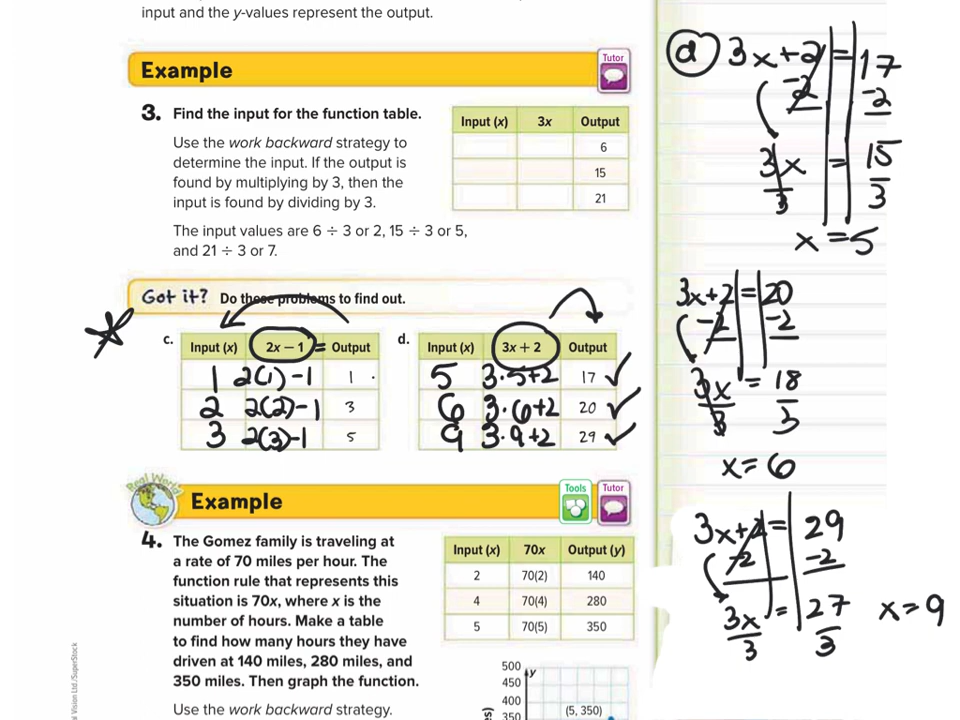 input and the y-values represent the output.
Example
Tutor
3. Find the input for the function table.
Use the work backward strategy to
determine the input. If the output is
found by multiplying by 3, then the
input is found by dividing by 3.
The input values are 6 ÷ 3 or 2, 15 ÷ 3 or 5,
and 21 ÷ 3 or 7.
Input (x) 3x Output
6
15
21
Got it? Do these problems to find out.
c. Input (x) 2x – 1 = Output
1 2(1)-1 1
2 2(2)-1 3
3 2(3)-1 5
d. Input (x) 3x + 2 Output
5 3·5+2 17 ✓
6 3·6+2 20 ✓
9 3·9+2 29 ✓
Real World
Example
Tools
Tutor
4. The Gomez family is traveling at
a rate of 70 miles per hour. The
function rule that represents this
situation is 70x, where x is the
number of hours. Make a table
to find how many hours they have
driven at 140 miles, 280 miles, and
350 miles. Then graph the function.
Use the work backward strategy.
Input (x) 70x Output (y)
2 70(2) 140
4 70(4) 280
5 70(5) 350
500 y
450
400
350
(5, 350)
es)
al Vision Ltd./SuperStock
d 3x+2 = 17
-2 -2
3x = 15
3 3
x = 5
3x+2 = 20
-2 -2
3x = 18
3 3
x = 6
3x+2 = 29
-2 -2
3x = 27 x = 9
3 3